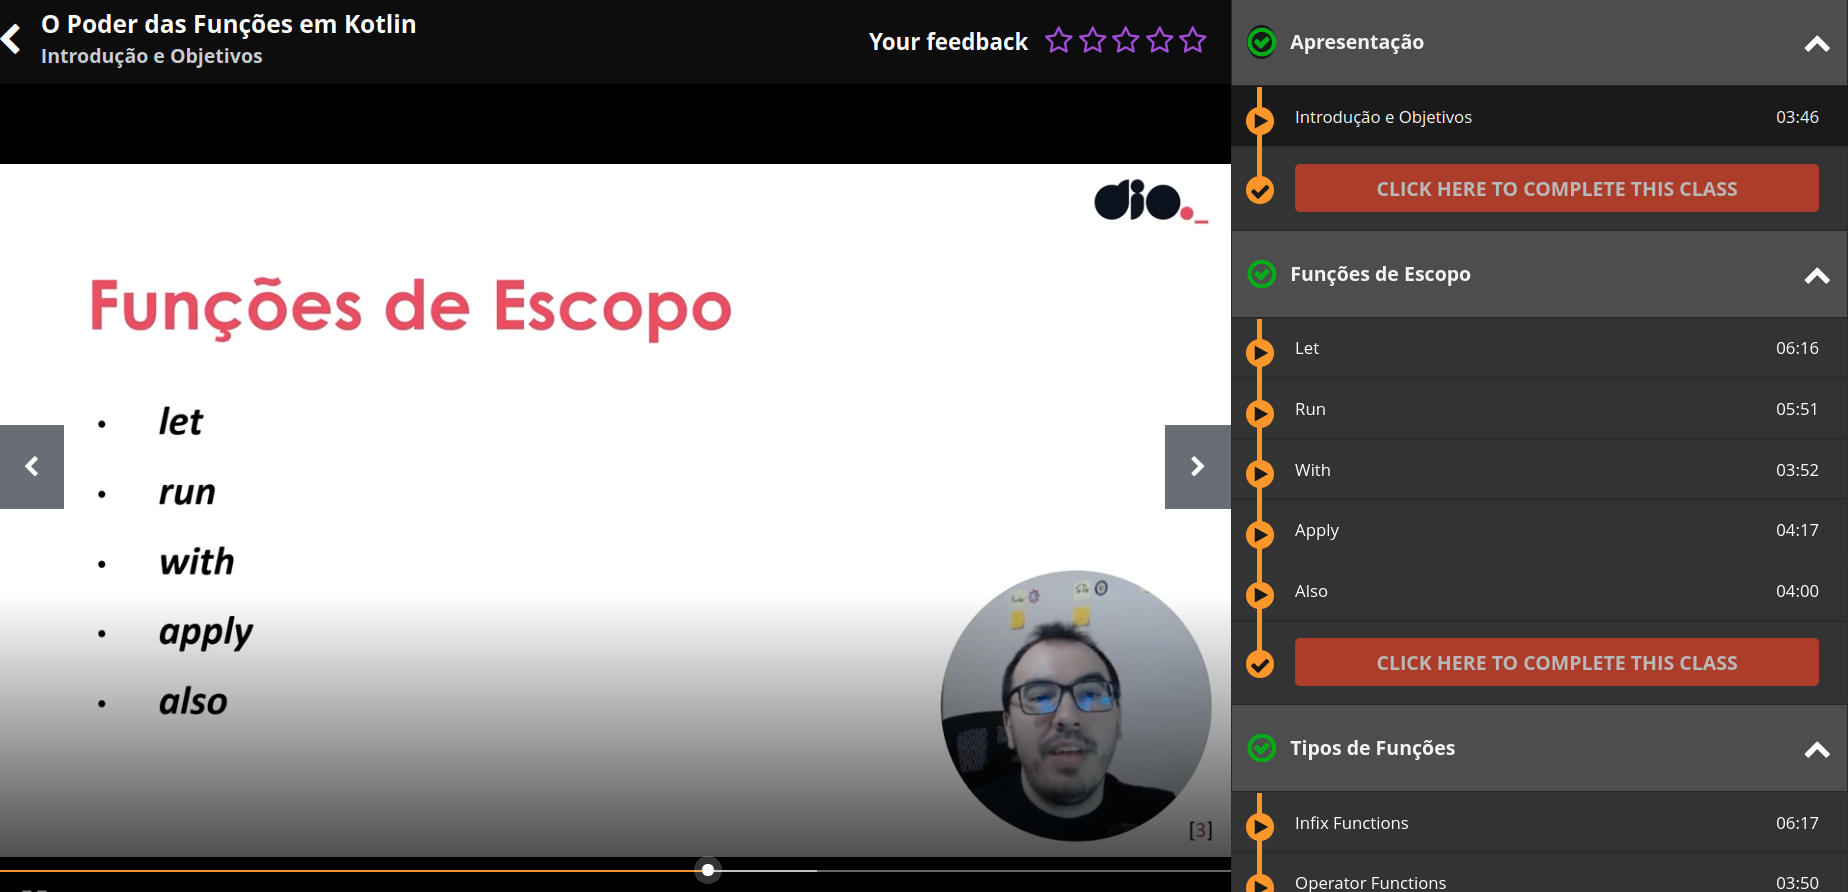 O Poder das Funções em Kotlin
Introdução e Objetivos
Your feedback
dio._
Funções de Escopo
• let
• run
• with
• apply
• also
[3]
Apresentação
Introdução e Objetivos 03:46
CLICK HERE TO COMPLETE THIS CLASS
Funções de Escopo
Let 06:16
Run 05:51
With 03:52
Apply 04:17
Also 04:00
CLICK HERE TO COMPLETE THIS CLASS
Tipos de Funções
Infix Functions 06:17
Operator Functions 03:50